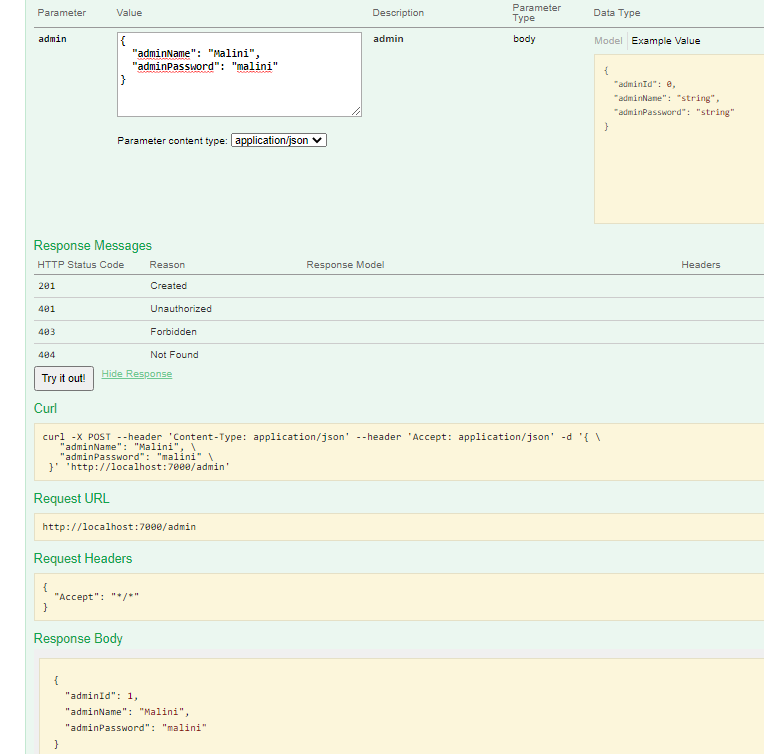 Parameter Value Description Parameter Type Data Type
admin
{
"adminName": "Malini",
"adminPassword": "malini"
}
admin body
Model Example Value
{
"adminId": 0,
"adminName": "string",
"adminPassword": "string"
}
Parameter content type: application/json
Response Messages
HTTP Status Code Reason Response Model Headers
201 Created
401 Unauthorized
403 Forbidden
404 Not Found
Try it out! Hide Response
Curl
curl -X POST --header 'Content-Type: application/json' --header 'Accept: application/json' -d '{ \
"adminName": "Malini", \
"adminPassword": "malini" \
}' 'http://localhost:7000/admin'
Request URL
http://localhost:7000/admin
Request Headers
{
"Accept": "*/*"
}
Response Body
{
"adminId": 1,
"adminName": "Malini",
"adminPassword": "malini"
}